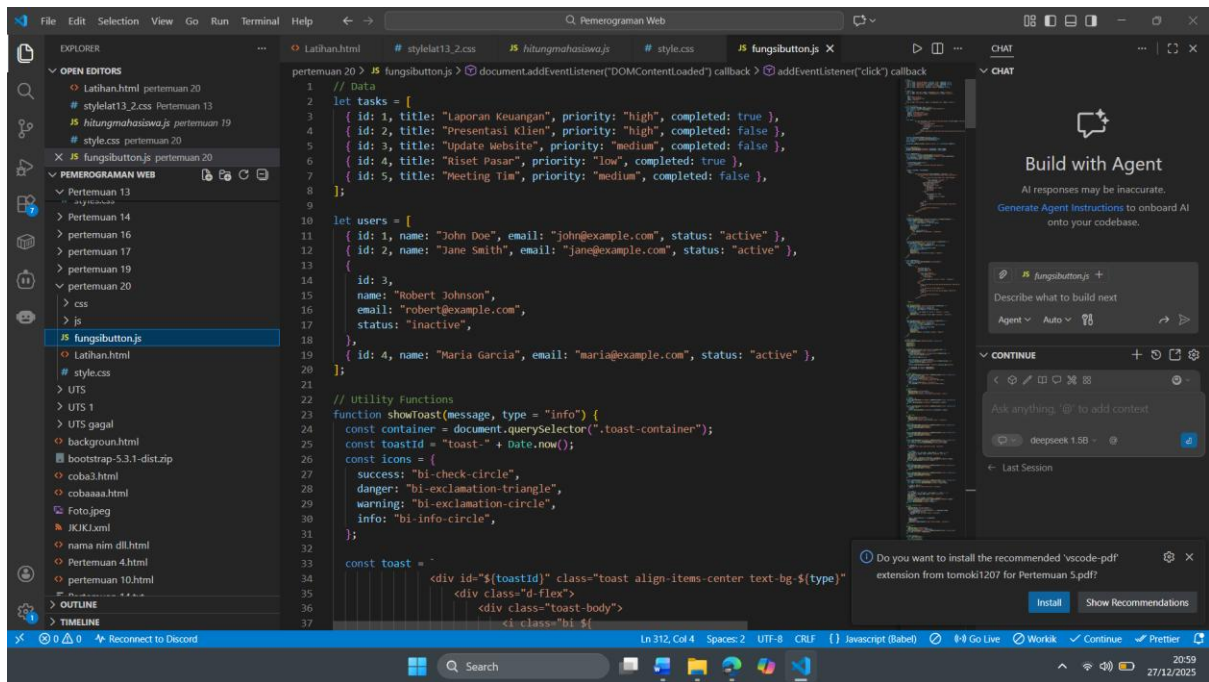 File Edit Selection View Go Run Terminal Help
Pemerograman Web
EXPLORER
OPEN EDITORS
Latihan.html pertemuan 20
# stylelat13_2.css Pertemuan 13
JS hitungmahasiswa.js pertemuan 19
# style.css pertemuan 20
JS fungsibutton.js pertemuan 20
PEMEROGRAMAN WEB
Pertemuan 13
Pertemuan 14
pertemuan 16
pertemuan 17
pertemuan 19
pertemuan 20
css
js
JS fungsibutton.js
Latihan.html
# style.css
UTS
UTS 1
UTS gagal
backgroun.html
bootstrap-5.3.1-dist.zip
coba3.html
cobaaaa.html
Foto.jpeg
JKJKJ.xml
nama nim dll.html
Pertemuan 4.html
pertemuan 10.html
OUTLINE
TIMELINE
Latihan.html # stylelat13_2.css JS hitungmahasiswa.js # style.css JS fungsibutton.js
pertemuan 20 > JS fungsibutton.js > document.addEventListener("DOMContentLoaded") callback > addEventListener("click") callback
1 // Data
2 let tasks = [
3 { id: 1, title: "Laporan Keuangan", priority: "high", completed: true },
4 { id: 2, title: "Presentasi Klien", priority: "high", completed: false },
5 { id: 3, title: "Update Website", priority: "medium", completed: false },
6 { id: 4, title: "Riset Pasar", priority: "low", completed: true },
7 { id: 5, title: "Meeting Tim", priority: "medium", completed: false },
8 ];
9
10 let users = [
11 { id: 1, name: "John Doe", email: "john@example.com", status: "active" },
12 { id: 2, name: "Jane Smith", email: "jane@example.com", status: "active" },
13 {
14 id: 3,
15 name: "Robert Johnson",
16 email: "robert@example.com",
17 status: "inactive",
18 },
19 { id: 4, name: "Maria Garcia", email: "maria@example.com", status: "active" },
20 ];
21
22 // Utility Functions
23 function showToast(message, type = "info") {
24 const container = document.querySelector(".toast-container");
25 const toastId = "toast-" + Date.now();
26 const icons = {
27 success: "bi-check-circle",
28 danger: "bi-exclamation-triangle",
29 warning: "bi-exclamation-circle",
30 info: "bi-info-circle",
31 };
32
33 const toast = `
34 <div id="${toastId}" class="toast align-items-center text-bg-${type}"
35 <div class="d-flex">
36 <div class="toast-body">
37 <i class="bi ${
CHAT
CHAT
Build with Agent
AI responses may be inaccurate.
Generate Agent Instructions to onboard AI
onto your codebase.
JS fungsibutton.js +
Describe what to build next
Agent Auto
CONTINUE
Ask anything, '@' to add context
deepseek 1.5B @
Last Session
Do you want to install the recommended 'vscode-pdf'
extension from tomoki1207 for Pertemuan 5.pdf?
Install Show Recommendations
0 0 Reconnect to Discord
Ln 312, Col 4 Spaces: 2 UTF-8 CRLF {} Javascript (Babel) Go Live Workik Continue Prettier
Search
20:59
27/12/2025